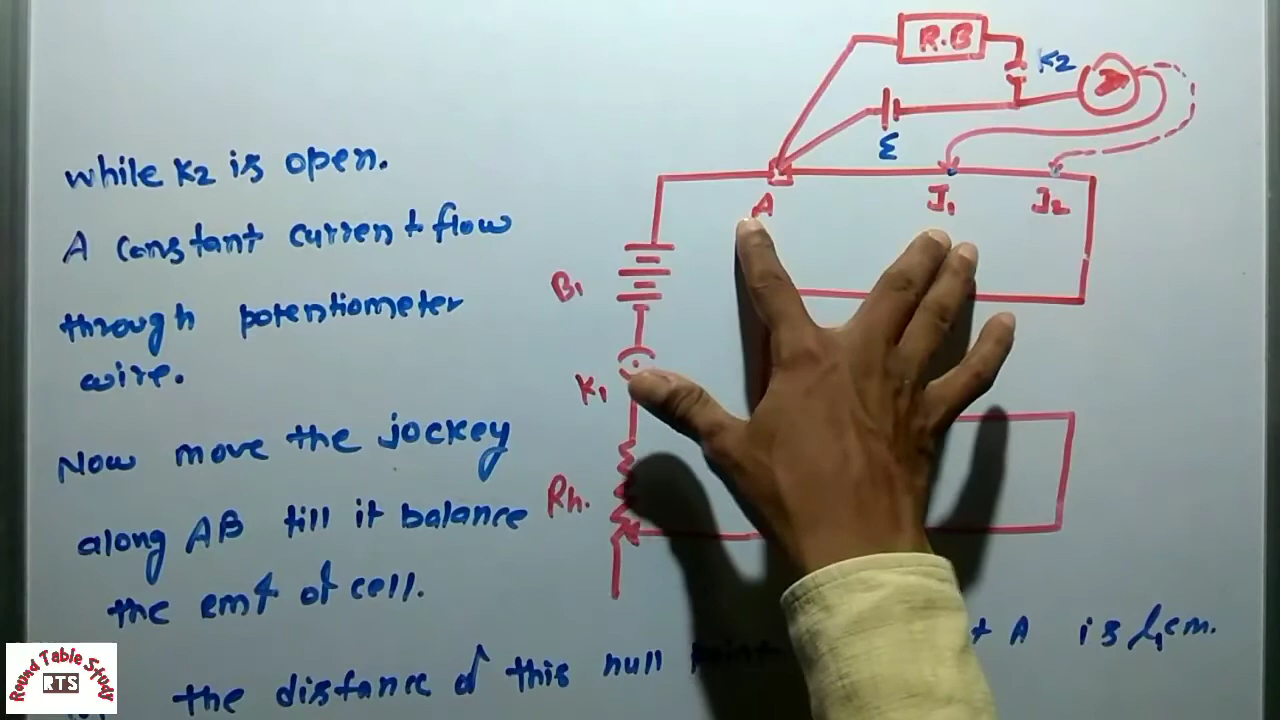 while K2 is open.
A constant current flow
through potentiometer
wire.
Now move the jockey
along AB till it balance
the emf of cell.
the distance of this null A is l1 cm.
R.B
K2
ε
A
J1
J2
B1
K1
Rh.
Round Table Study
RTS